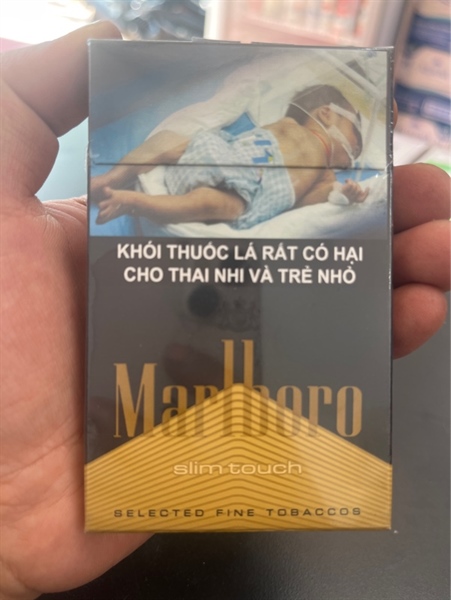 KHÓI THUỐC LÁ RẤT CÓ HẠI
CHO THAI NHI VÀ TRẺ NHỎ
Marlboro
slim touch
SELECTED FINE TOBACCOS